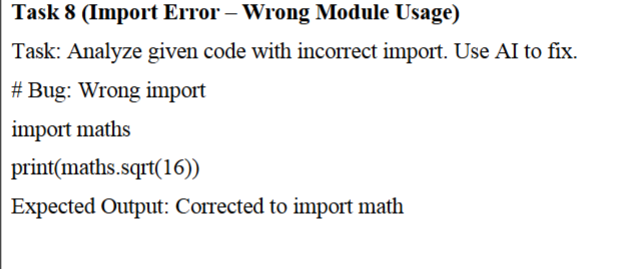 Task 8 (Import Error – Wrong Module Usage)
Task: Analyze given code with incorrect import. Use AI to fix.
# Bug: Wrong import
import maths
print(maths.sqrt(16))
Expected Output: Corrected to import math